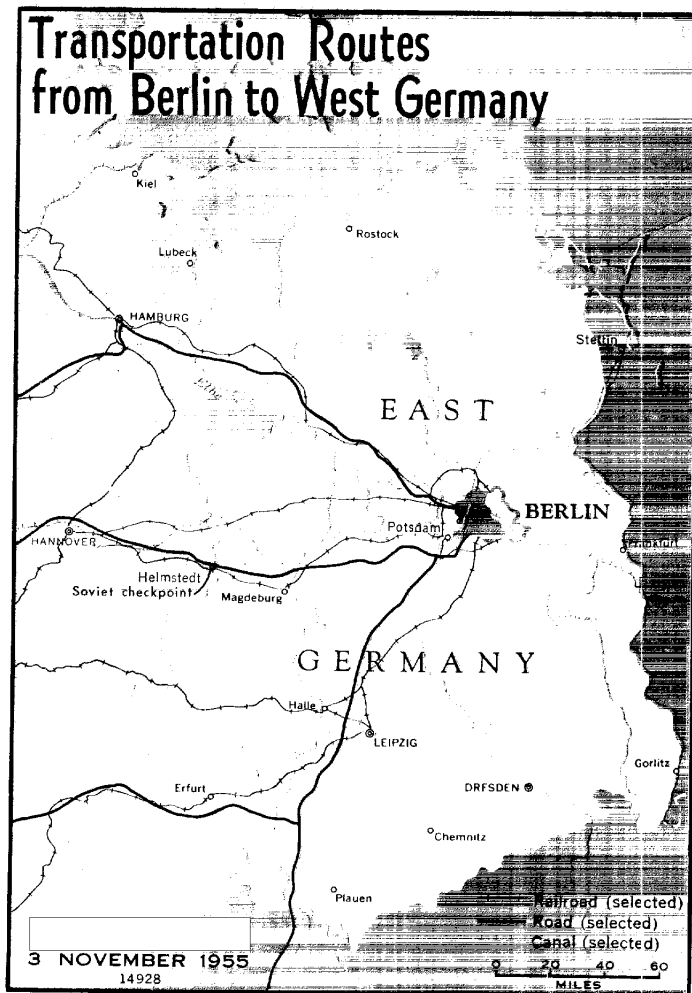 Transportation Routes
from Berlin to West Germany
Kiel
Rostock
Lubeck
HAMBURG
Stettin
Elbe
EAST
BERLIN
Potsdam
HANNOVER
Frankfurt
Helmstedt
Soviet checkpoint
Magdeburg
GERMANY
Halle
LEIPZIG
Gorlitz
Erfurt
DRESDEN
Chemnitz
Plauen
Railroad (selected)
Road (selected)
Canal (selected)
3 NOVEMBER 1955
14928
0 20 40 60
MILES